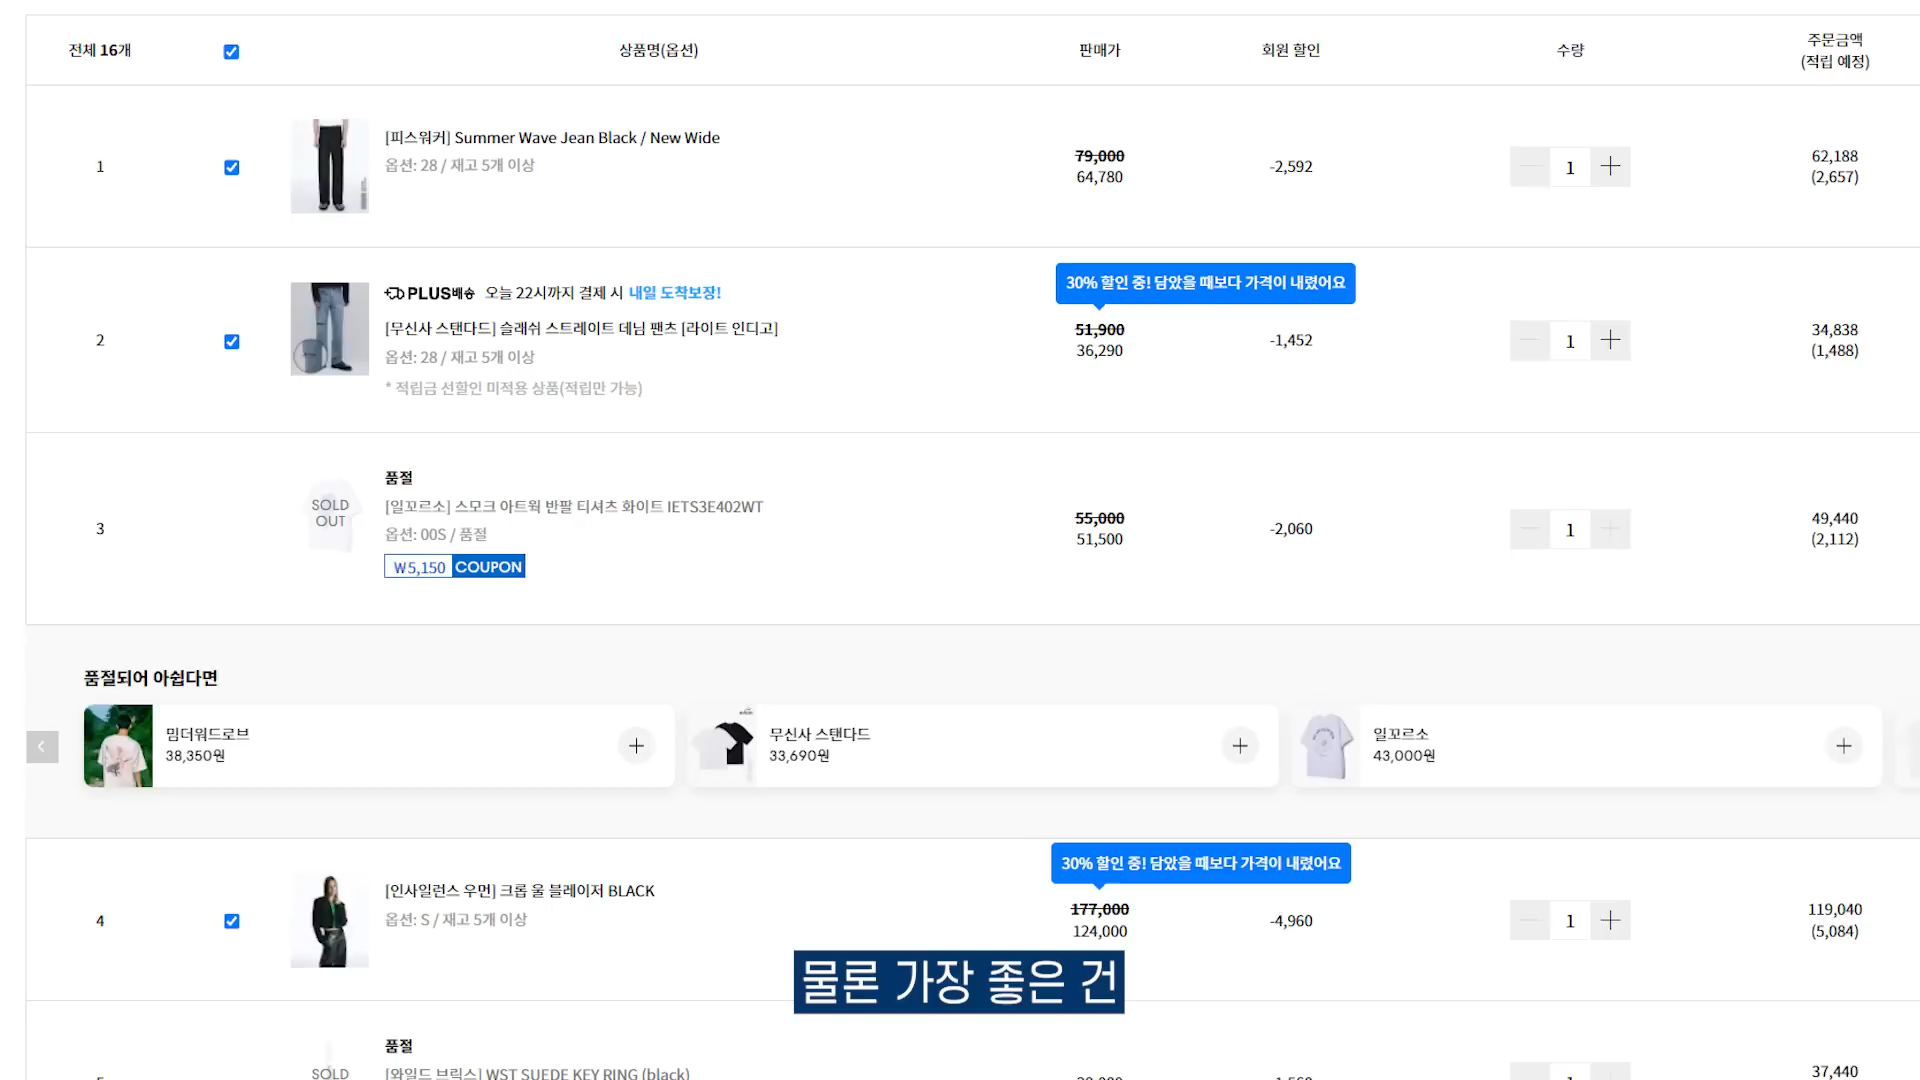 전체 16개
상품명(옵션)
판매가
회원 할인
수량
주문금액
(적립 예정)
1
[피스워커] Summer Wave Jean Black / New Wide
옵션: 28 / 재고 5개 이상
79,000
64,780
-2,592
1
62,188
(2,657)
2
PLUS배송 오늘 22시까지 결제 시 내일 도착보장!
[무신사 스탠다드] 슬래쉬 스트레이트 데님 팬츠 [라이트 인디고]
옵션: 28 / 재고 5개 이상
* 적립금 선할인 미적용 상품(적립만 가능)
30% 할인 중! 담았을 때보다 가격이 내렸어요
51,900
36,290
-1,452
1
34,838
(1,488)
3
SOLD
OUT
품절
[일꼬르소] 스모크 아트웍 반팔 티셔츠 화이트 IETS3E402WT
옵션: 00S / 품절
₩5,150 COUPON
55,000
51,500
-2,060
1
49,440
(2,112)
품절되어 아쉽다면
밈더워드로브
38,350원
무신사 스탠다드
33,690원
일꼬르소
43,000원
4
[인사일런스 우먼] 크롭 울 블레이저 BLACK
옵션: S / 재고 5개 이상
30% 할인 중! 담았을 때보다 가격이 내렸어요
177,000
124,000
-4,960
1
119,040
(5,084)
물론 가장 좋은 건
SOLD
품절
[와일드 브릭스] WST SUEDE KEY RING (black)
37,440